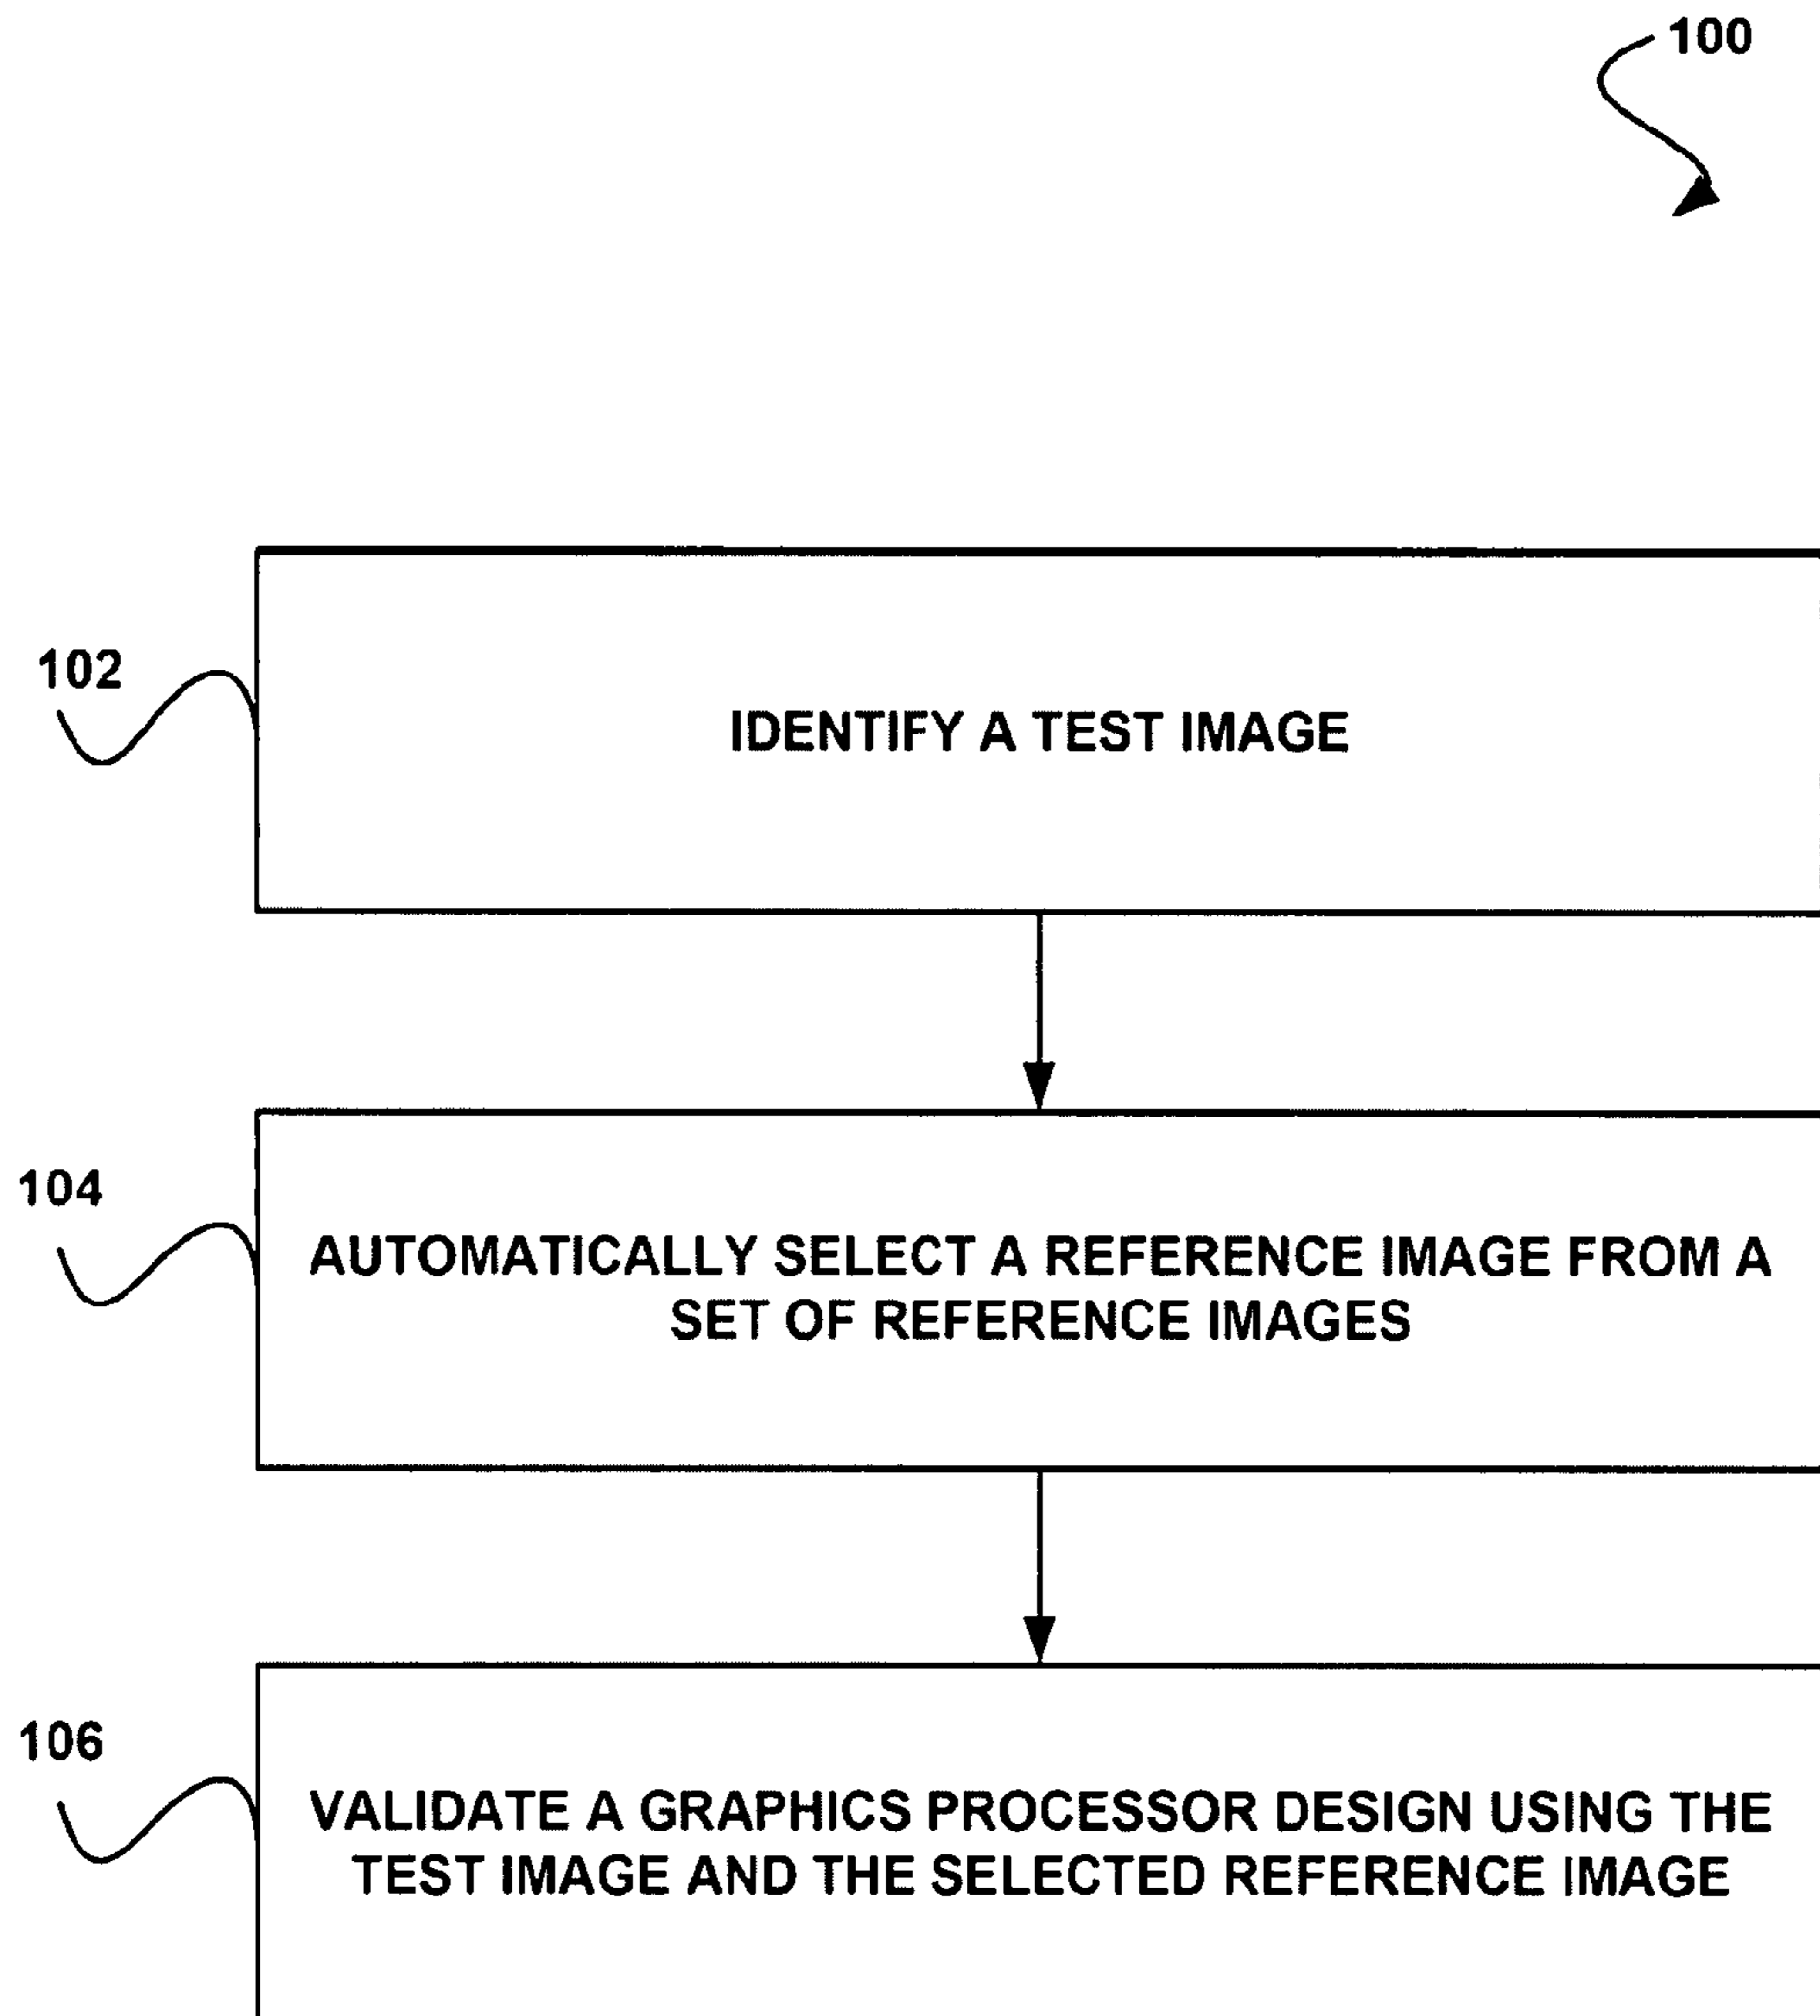 100
102
IDENTIFY A TEST IMAGE
104
AUTOMATICALLY SELECT A REFERENCE IMAGE FROM A
SET OF REFERENCE IMAGES
106
VALIDATE A GRAPHICS PROCESSOR DESIGN USING THE
TEST IMAGE AND THE SELECTED REFERENCE IMAGE